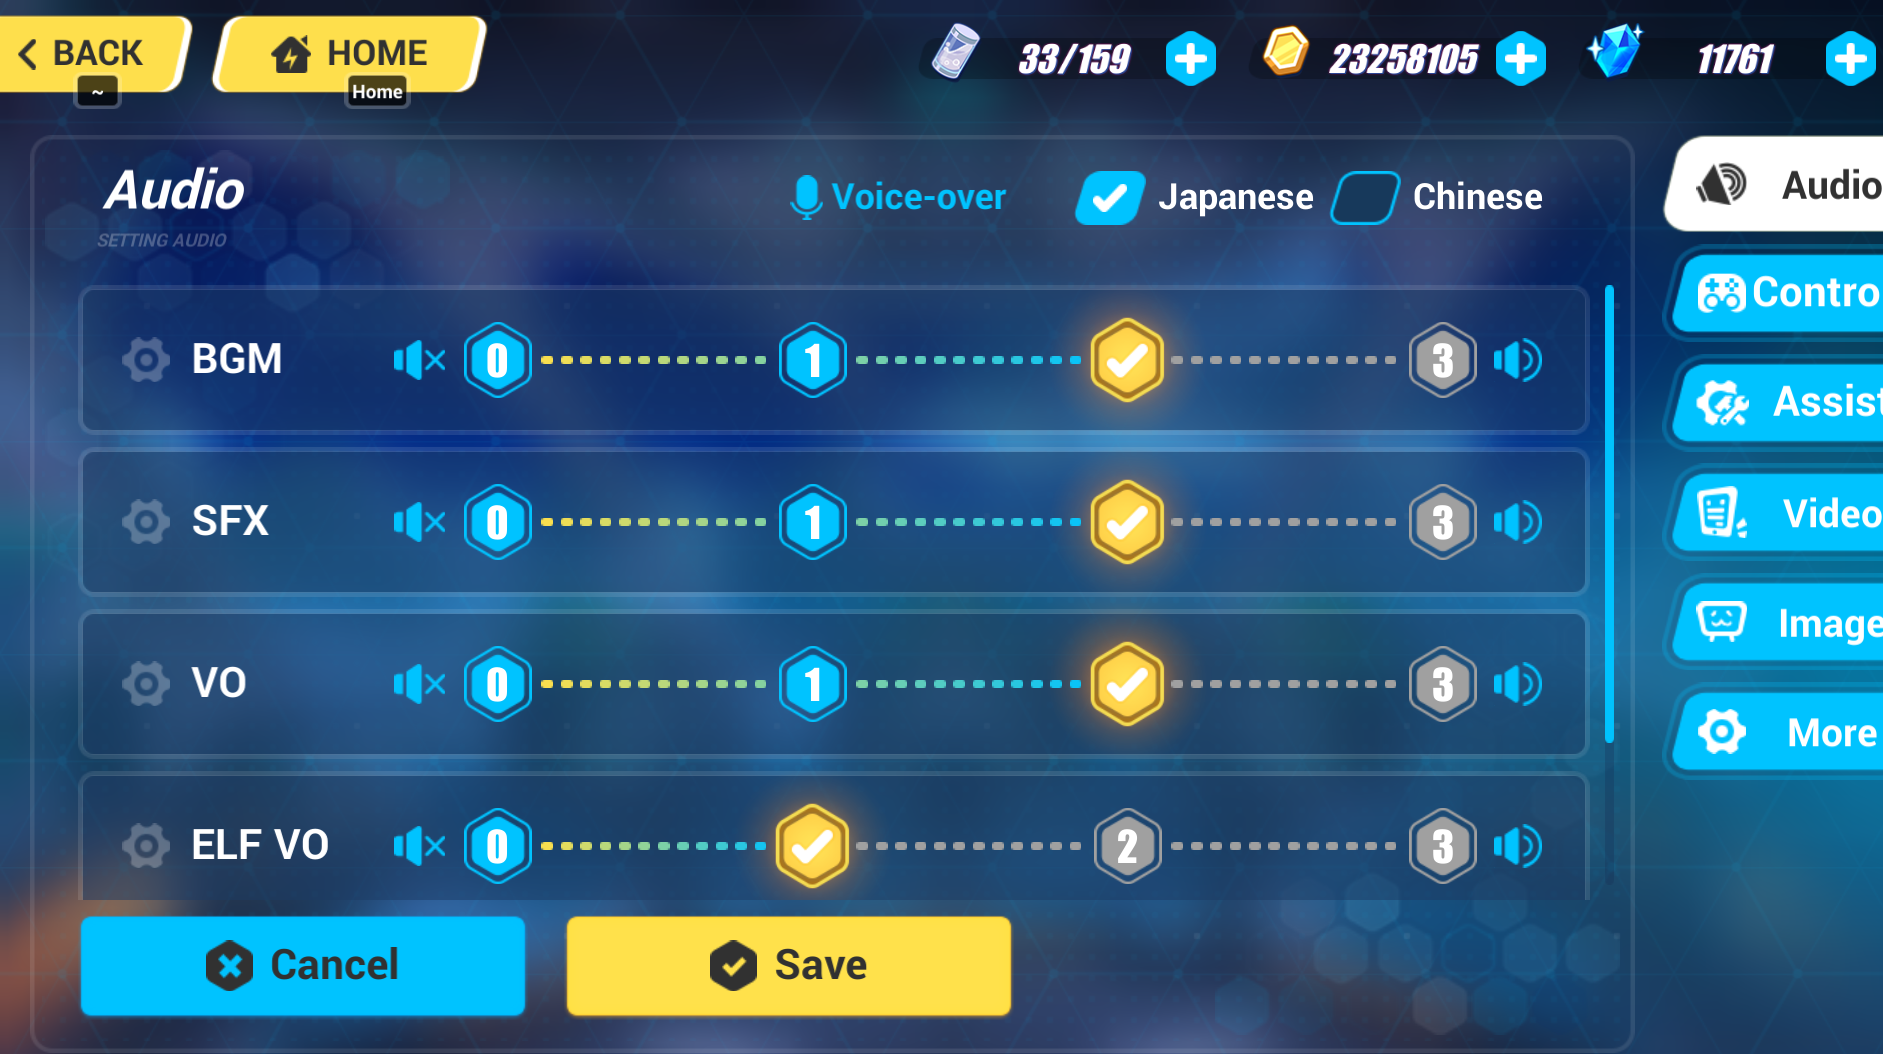 BACK
~
HOME
Home
33/159
23258105
11761
Audio
SETTING AUDIO
Voice-over
Japanese
Chinese
BGM 0 1 3
SFX 0 1 3
VO 0 1 3
ELF VO 0 2 3
Cancel
Save
Audio
Contro
Assist
Video
Image
More